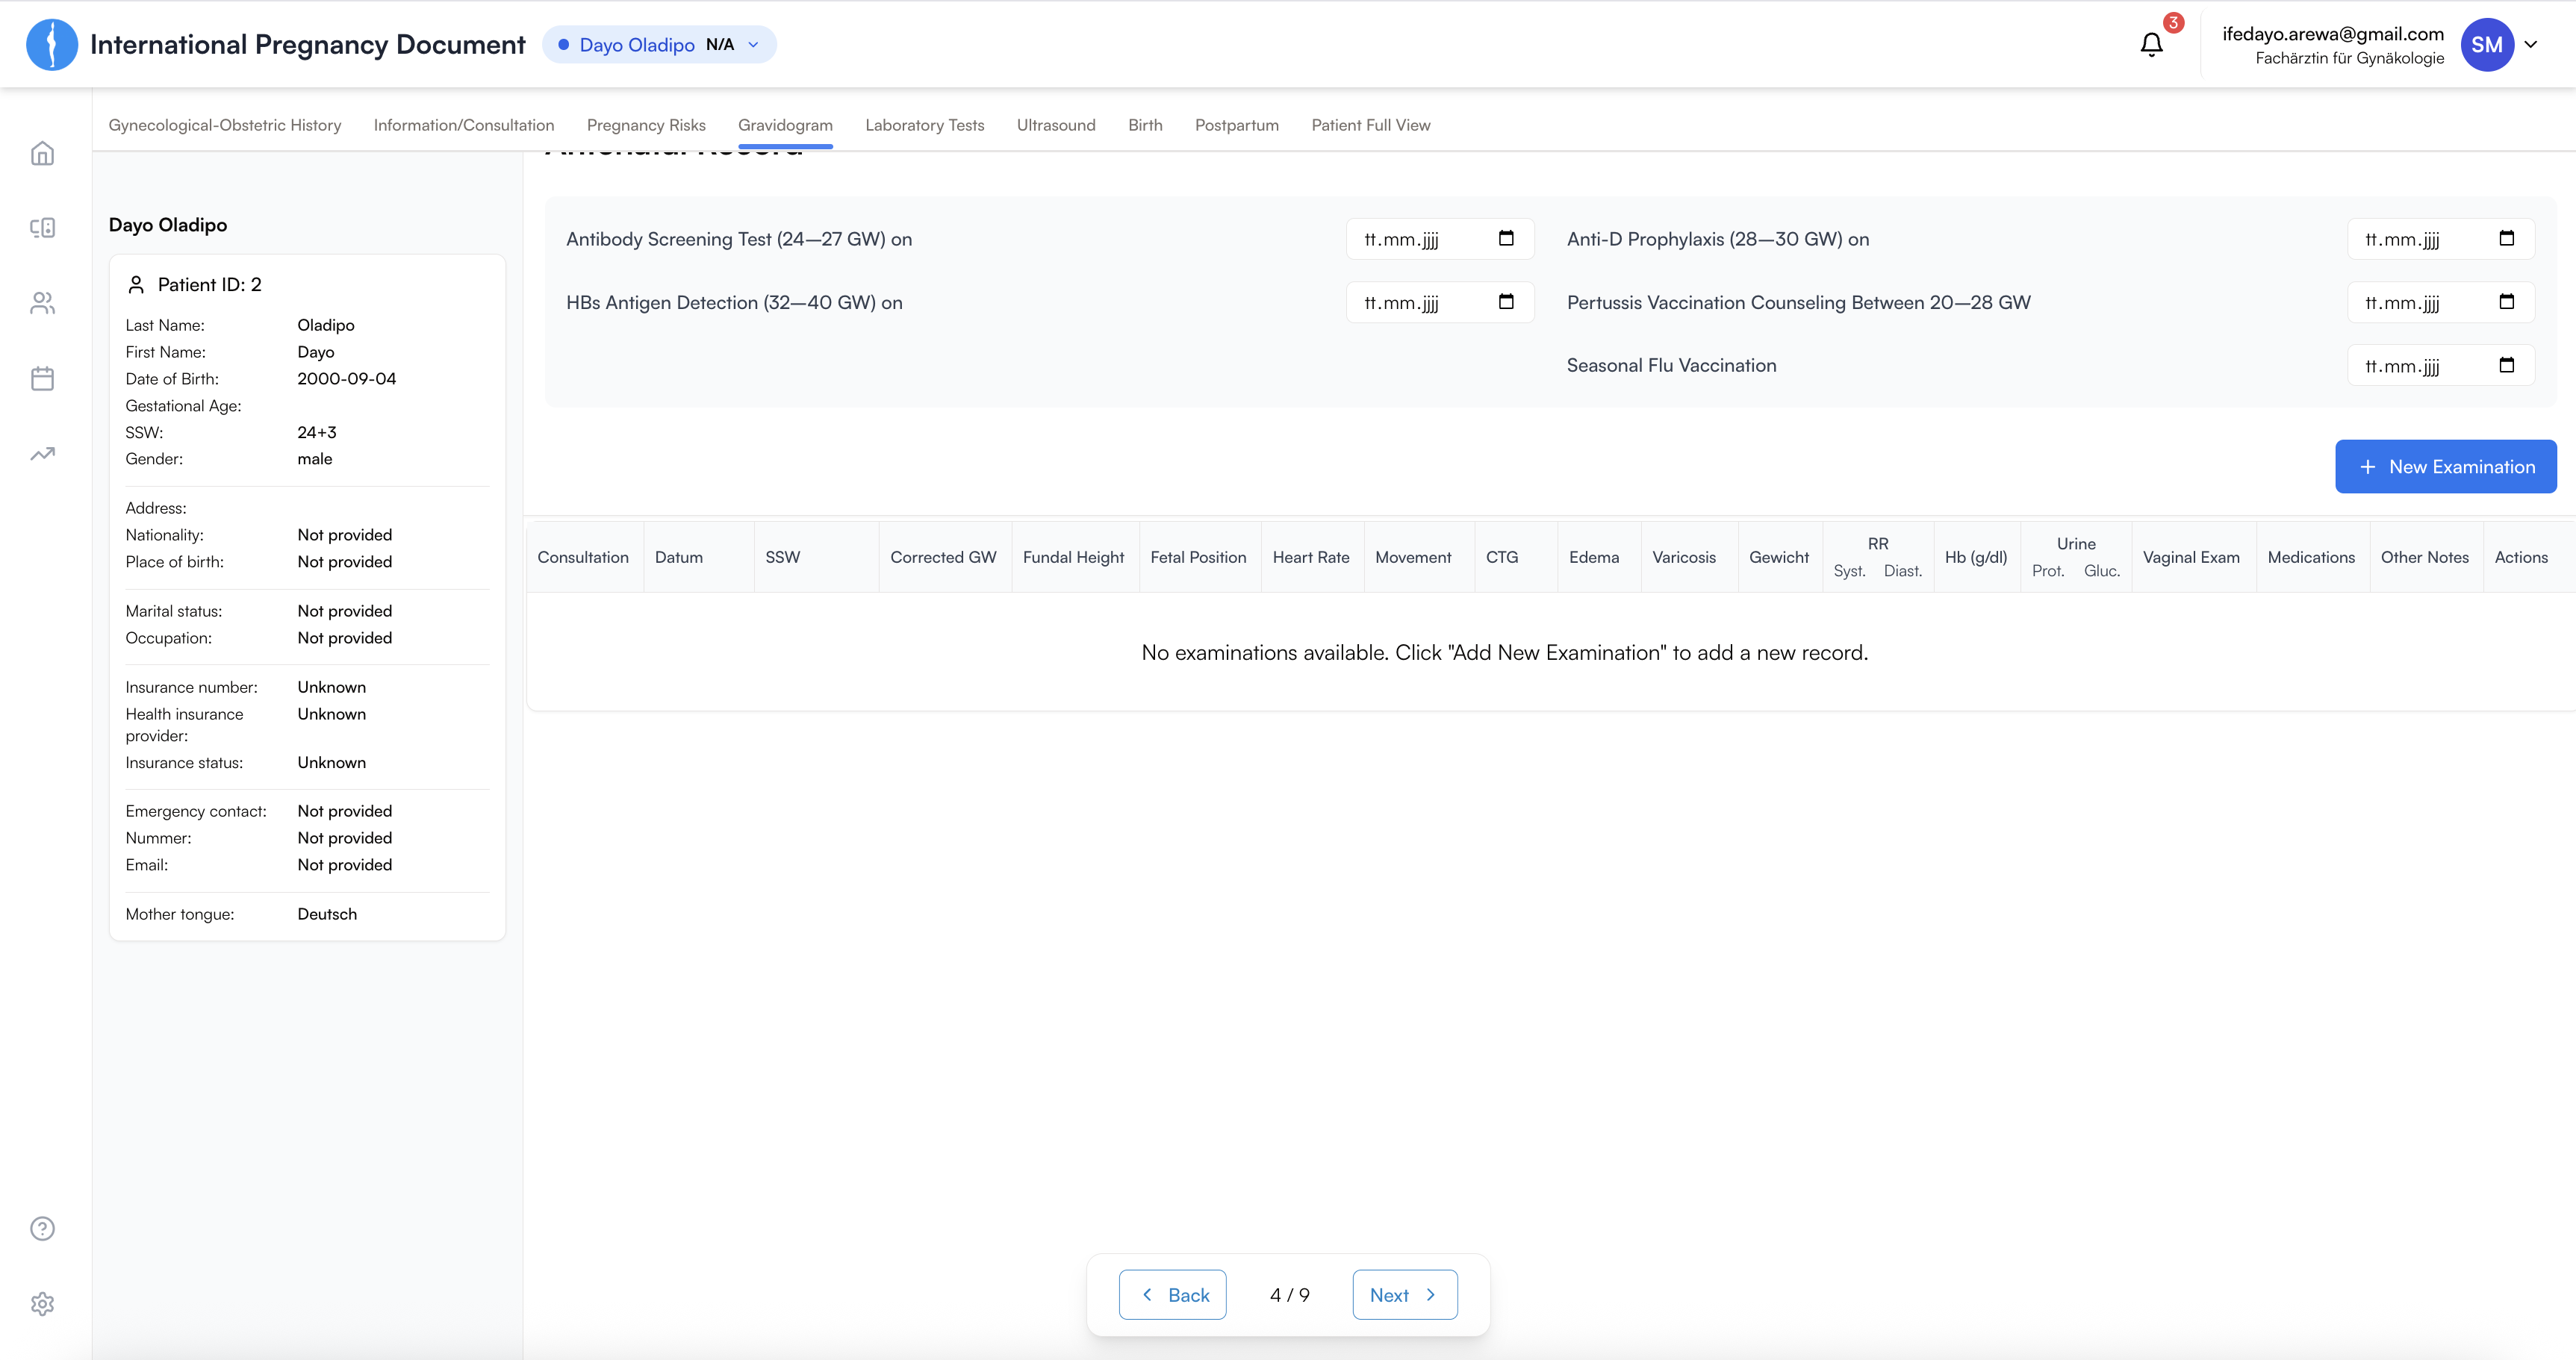 International Pregnancy Document
Dayo Oladipo N/A
3
ifedayo.arewa@gmail.com
Fachärztin für Gynäkologie
SM
Gynecological-Obstetric History Information/Consultation Pregnancy Risks Gravidogram Laboratory Tests Ultrasound Birth Postpartum Patient Full View
Dayo Oladipo
Patient ID: 2
Last Name: Oladipo
First Name: Dayo
Date of Birth: 2000-09-04
Gestational Age:
SSW: 24+3
Gender: male
Address:
Nationality: Not provided
Place of birth: Not provided
Marital status: Not provided
Occupation: Not provided
Insurance number: Unknown
Health insurance provider: Unknown
Insurance status: Unknown
Emergency contact: Not provided
Nummer: Not provided
Email: Not provided
Mother tongue: Deutsch
Antibody Screening Test (24–27 GW) on tt.mm.jjjj
Anti-D Prophylaxis (28–30 GW) on tt.mm.jjjj
HBs Antigen Detection (32–40 GW) on tt.mm.jjjj
Pertussis Vaccination Counseling Between 20–28 GW tt.mm.jjjj
Seasonal Flu Vaccination tt.mm.jjjj
+ New Examination
Consultation Datum SSW Corrected GW Fundal Height Fetal Position Heart Rate Movement CTG Edema Varicosis Gewicht RR Syst. Diast. Hb (g/dl) Urine Prot. Gluc. Vaginal Exam Medications Other Notes Actions
No examinations available. Click "Add New Examination" to add a new record.
Back 4 / 9 Next